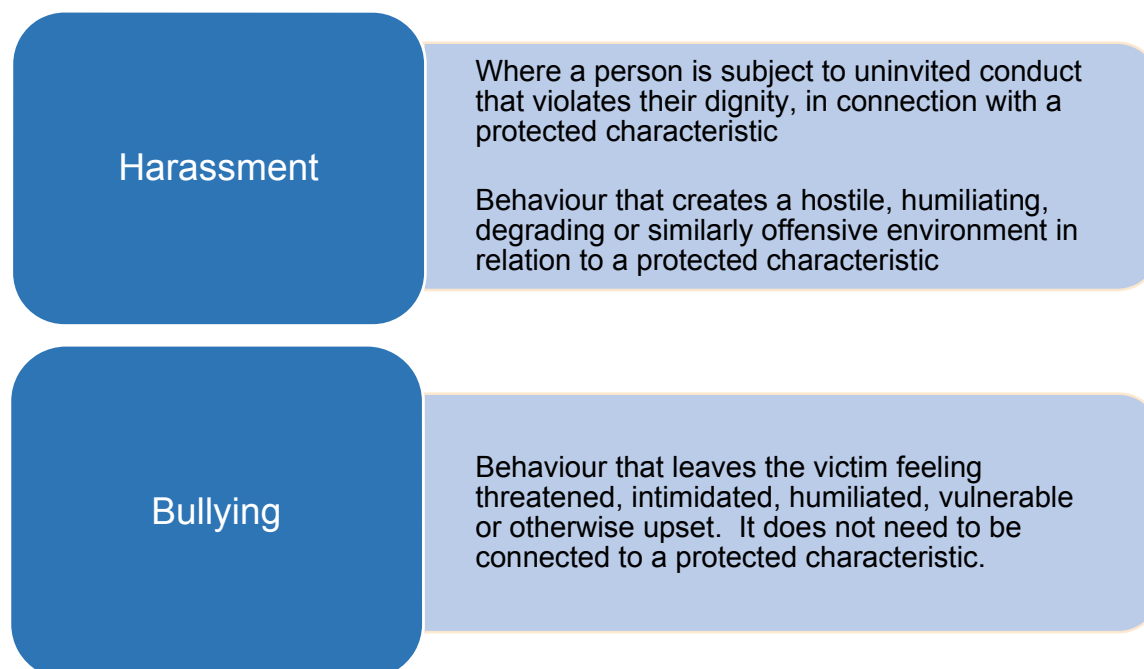 Harassment
Where a person is subject to uninvited conduct
that violates their dignity, in connection with a
protected characteristic
Behaviour that creates a hostile, humiliating,
degrading or similarly offensive environment in
relation to a protected characteristic
Bullying
Behaviour that leaves the victim feeling
threatened, intimidated, humiliated, vulnerable
or otherwise upset.  It does not need to be
connected to a protected characteristic.